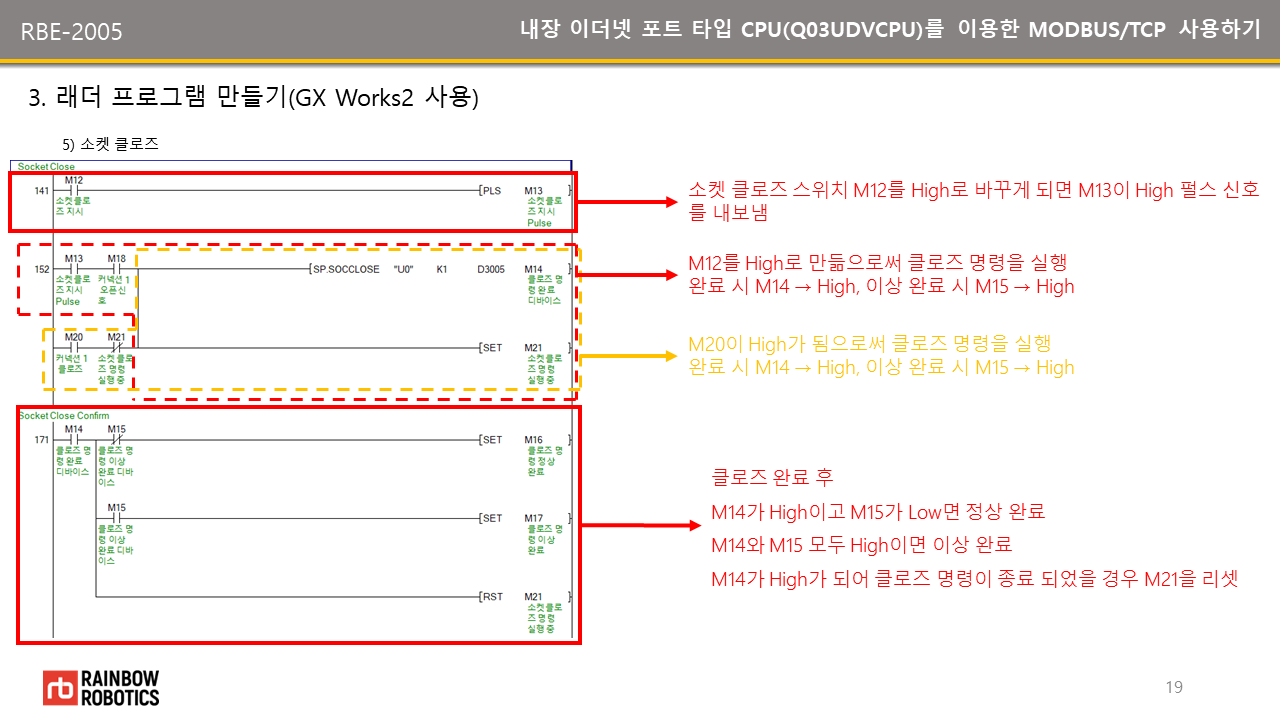 RBE-2005
내장 이더넷 포트 타입 CPU(Q03UDVCPU)를 이용한 MODBUS/TCP 사용하기
3. 래더 프로그램 만들기(GX Works2 사용)
5) 소켓 클로즈
Socket Close
M12
141
PLS M13
소켓클로
즈 지시
소켓클로
즈 지시
Pulse
소켓 클로즈 스위치 M12를 High로 바꾸게 되면 M13이 High 펄스 신호
를 내보냄
M13 M18
152
SP.SOCCLOSE "U0" K1 D3005 M14
소켓클로
즈 지시
Pulse
커넥션 1
오픈신
호
클로즈 명
령 완료
디바이스
M12를 High로 만듦으로써 클로즈 명령을 실행
완료 시 M14 → High, 이상 완료 시 M15 → High
M20 M21
SET M21
커넥션 1
클로즈
소켓클로
즈 명령
실행 중
소켓클로
즈 명령
실행 중
M20이 High가 됨으로써 클로즈 명령을 실행
완료 시 M14 → High, 이상 완료 시 M15 → High
Socket Close Confirm
M14 M15
171
SET M16
클로즈 명
령 완료
디바이스
클로즈 명
령 이상
완료 디바
이스
클로즈 명
령 정상
완료
M15
SET M17
클로즈 명
령 이상
완료 디바
이스
클로즈 명
령 이상
완료
RST M21
소켓클로
즈 명령
실행 중
클로즈 완료 후
M14가 High이고 M15가 Low면 정상 완료
M14와 M15 모두 High이면 이상 완료
M14가 High가 되어 클로즈 명령이 종료 되었을 경우 M21을 리셋
rb RAINBOW
ROBOTICS
19